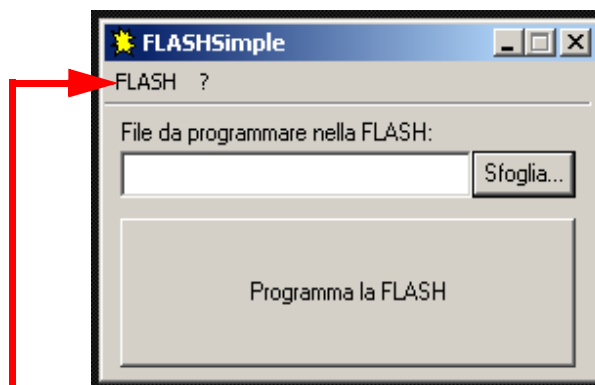 FLASHSimple
FLASH ?
File da programmare nella FLASH:
Sfoglia...
Programma la FLASH